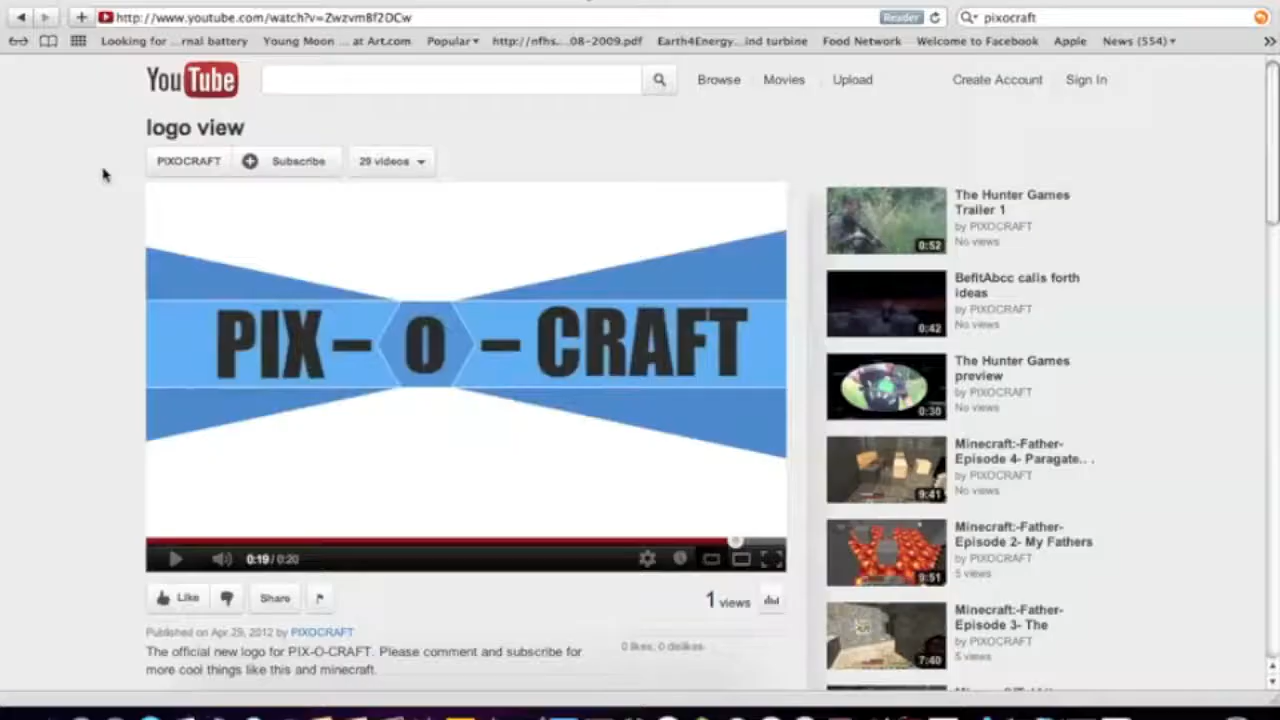 http://www.youtube.com/watch?v=ZwzvmBf2DCw
Reader
pixocraft
Looking for ...rnal battery
Young Moon ... at Art.com
Popular
http://nfhs....08-2009.pdf
Earth4Energy...ind turbine
Food Network
Welcome to Facebook
Apple
News (554)
YouTube
Browse
Movies
Upload
Create Account
Sign In
logo view
PIXOCRAFT
Subscribe
29 videos
PIX-O-CRAFT
0:19 / 0:20
Like
Share
1 views
Published on Apr 29, 2012 by PIXOCRAFT
The official new logo for PIX-O-CRAFT. Please comment and subscribe for
more cool things like this and minecraft.
0 likes, 0 dislikes
The Hunter Games
Trailer 1
by PIXOCRAFT
No views
0:52
BefitAbcc calls forth
ideas
by PIXOCRAFT
No views
0:42
The Hunter Games
preview
by PIXOCRAFT
No views
0:30
Minecraft:-Father-
Episode 4- Paragate.. .
by PIXOCRAFT
No views
9:41
Minecraft:-Father-
Episode 2- My Fathers
by PIXOCRAFT
5 views
9:51
Minecraft:-Father-
Episode 3- The
by PIXOCRAFT
5 views
7:40